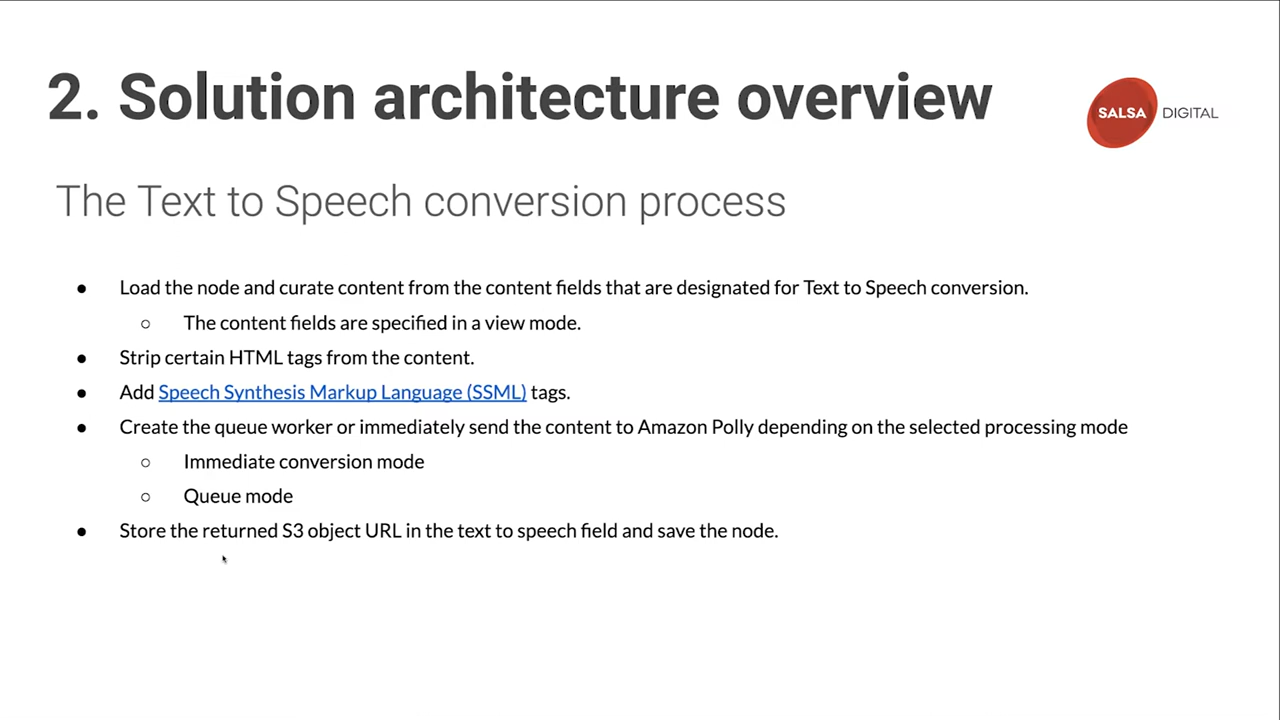 2. Solution architecture overview
SALSA DIGITAL
The Text to Speech conversion process
● Load the node and curate content from the content fields that are designated for Text to Speech conversion.
○ The content fields are specified in a view mode.
● Strip certain HTML tags from the content.
● Add Speech Synthesis Markup Language (SSML) tags.
● Create the queue worker or immediately send the content to Amazon Polly depending on the selected processing mode
○ Immediate conversion mode
○ Queue mode
● Store the returned S3 object URL in the text to speech field and save the node.